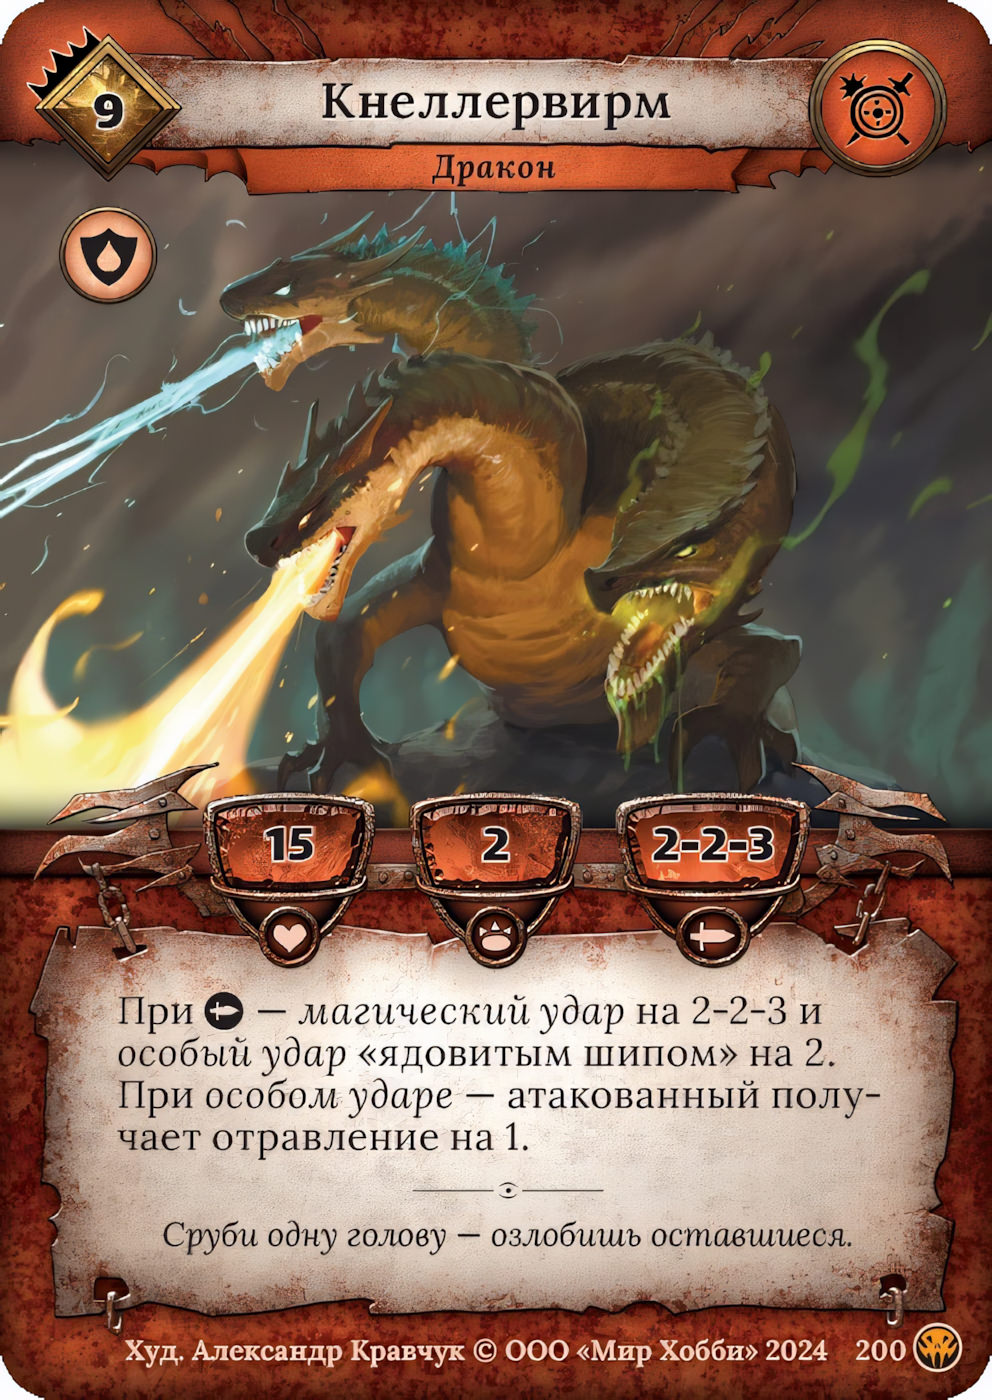 9
Кнеллервирм
Дракон
15
2
2-2-3
При — магический удар на 2-2-3 и
особый удар «ядовитым шипом» на 2.
При особом ударе — атакованный полу-
чает отравление на 1.
Сруби одну голову — озлобишь оставшиеся.
Худ. Александр Кравчук © ООО «Мир Хобби» 2024 200